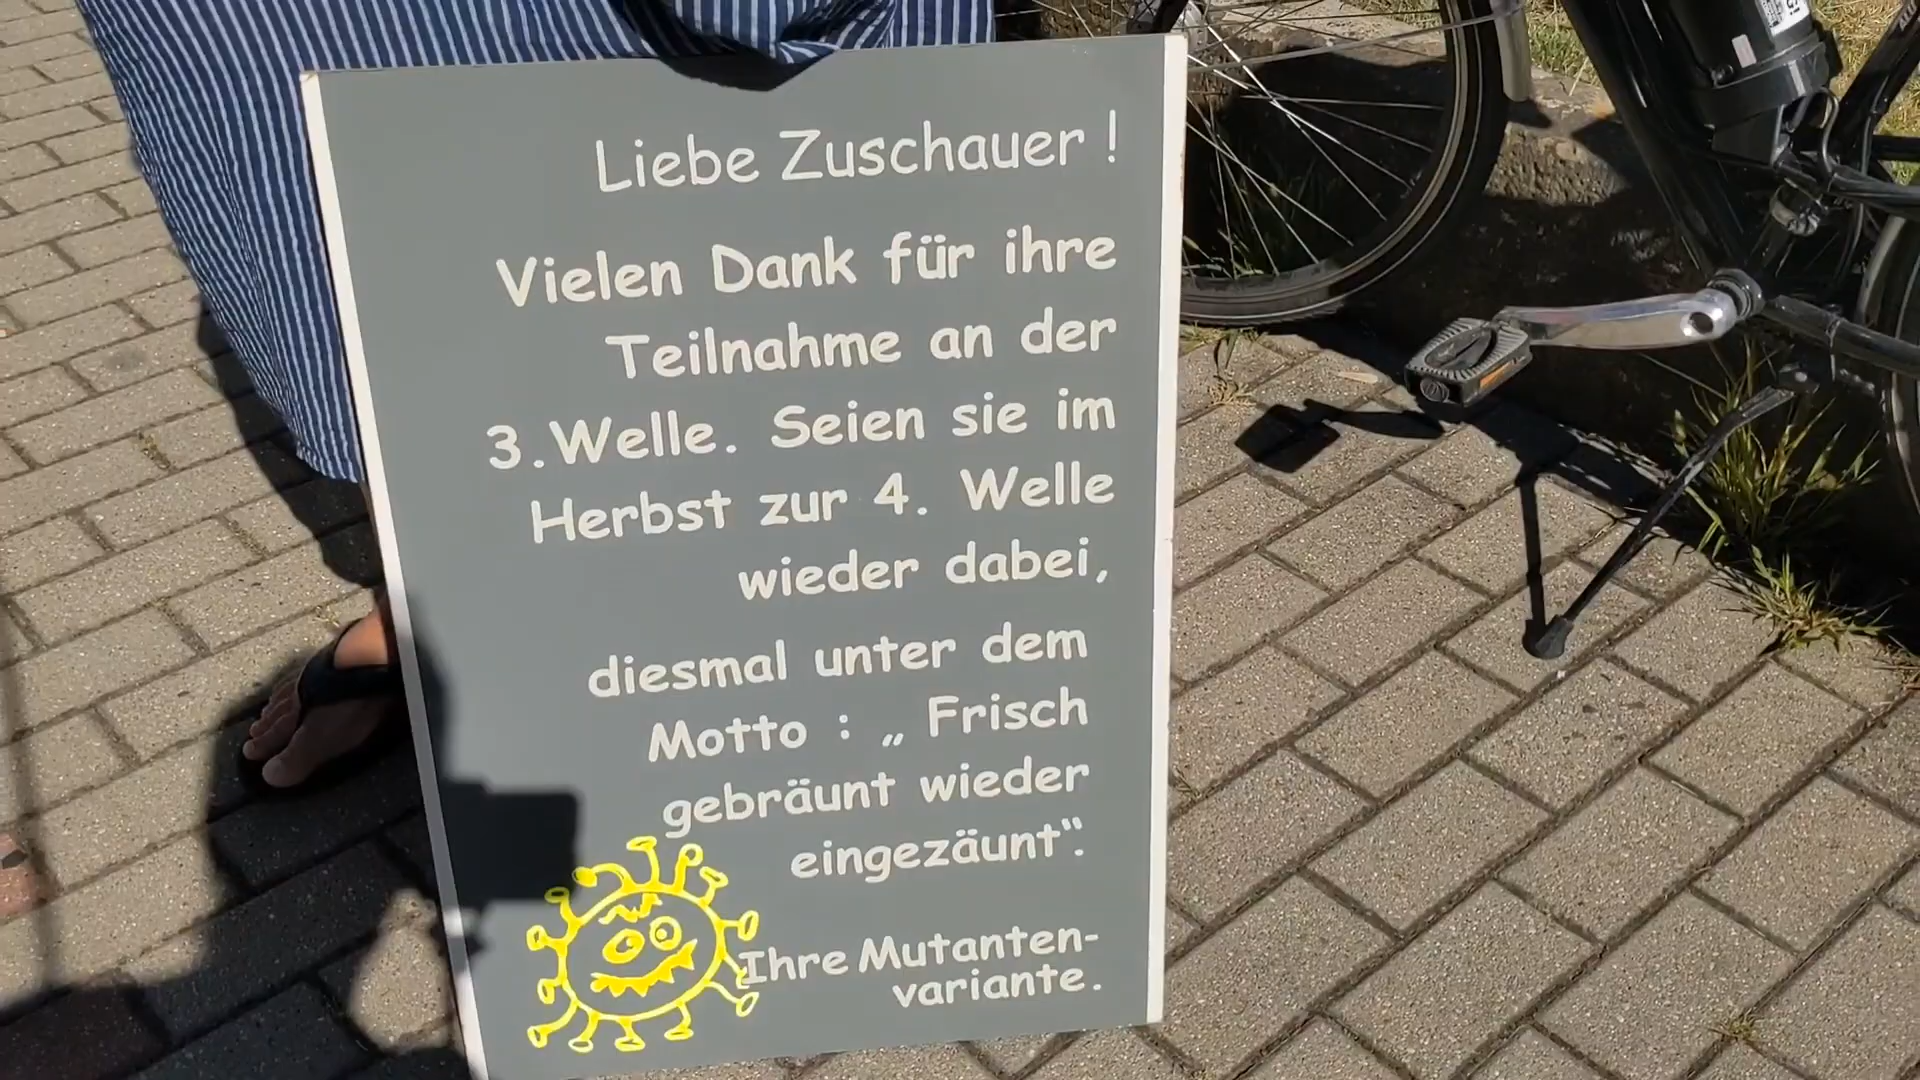 Liebe Zuschauer !
Vielen Dank für ihre
Teilnahme an der
3.Welle. Seien sie im
Herbst zur 4. Welle
wieder dabei,
diesmal unter dem
Motto : „ Frisch
gebräunt wieder
eingezäunt“.
Ihre Mutanten-
variante.